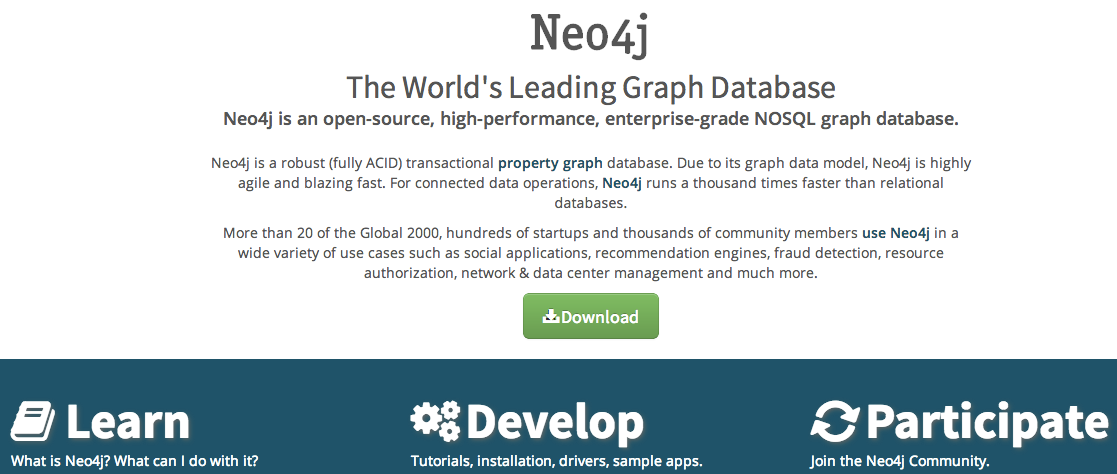 Neo4j
The World's Leading Graph Database
Neo4j is an open-source, high-performance, enterprise-grade NOSQL graph database.
Neo4j is a robust (fully ACID) transactional property graph database. Due to its graph data model, Neo4j is highly
agile and blazing fast. For connected data operations, Neo4j runs a thousand times faster than relational
databases.
More than 20 of the Global 2000, hundreds of startups and thousands of community members use Neo4j in a
wide variety of use cases such as social applications, recommendation engines, fraud detection, resource
authorization, network & data center management and much more.
Download
Learn
What is Neo4j? What can I do with it?
Develop
Tutorials, installation, drivers, sample apps.
Participate
Join the Neo4j Community.